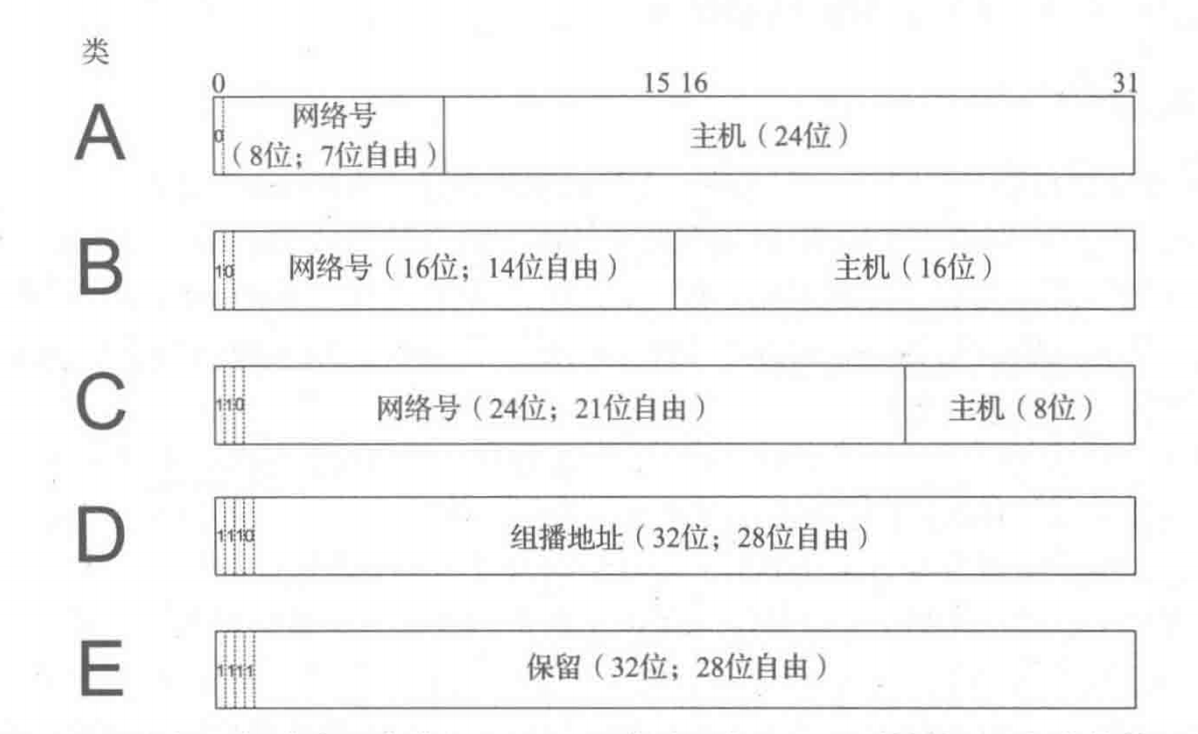 类
0 15 16 31
A
0
网络号
(8位；7位自由)
主机（24位）
B
10
网络号（16位；14位自由）
主机（16位）
C
110
网络号（24位；21位自由）
主机（8位）
D
1110
组播地址（32位；28位自由）
E
1111
保留（32位；28位自由）